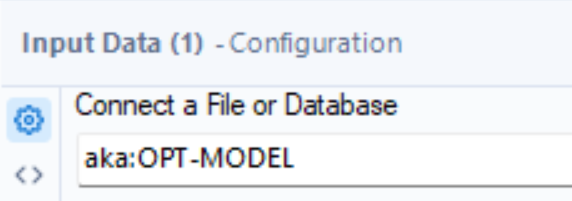 Input Data (1) - Configuration
Connect a File or Database
aka:OPT-MODEL